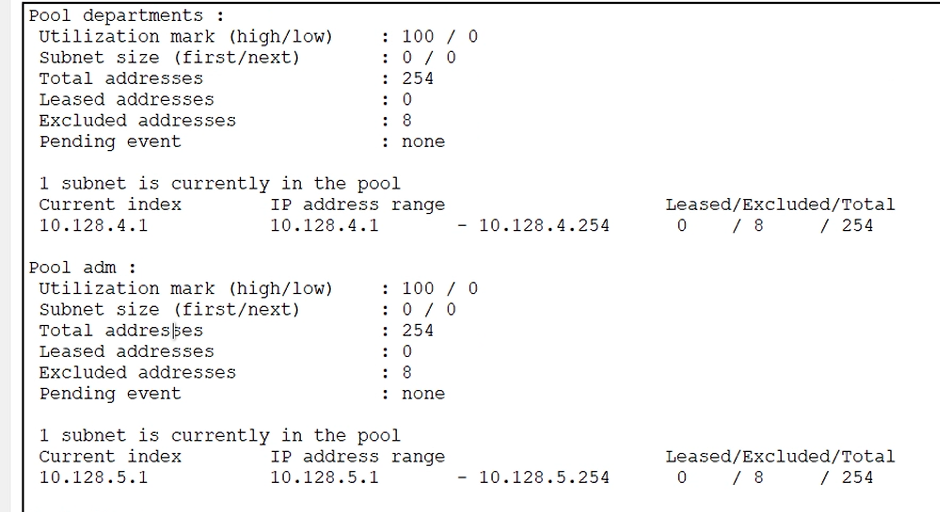 Pool departments :
Utilization mark (high/low) : 100 / 0
Subnet size (first/next) : 0 / 0
Total addresses : 254
Leased addresses : 0
Excluded addresses : 8
Pending event : none
1 subnet is currently in the pool
Current index IP address range Leased/Excluded/Total
10.128.4.1 10.128.4.1 - 10.128.4.254 0 / 8 / 254
Pool adm :
Utilization mark (high/low) : 100 / 0
Subnet size (first/next) : 0 / 0
Total addresses : 254
Leased addresses : 0
Excluded addresses : 8
Pending event : none
1 subnet is currently in the pool
Current index IP address range Leased/Excluded/Total
10.128.5.1 10.128.5.1 - 10.128.5.254 0 / 8 / 254